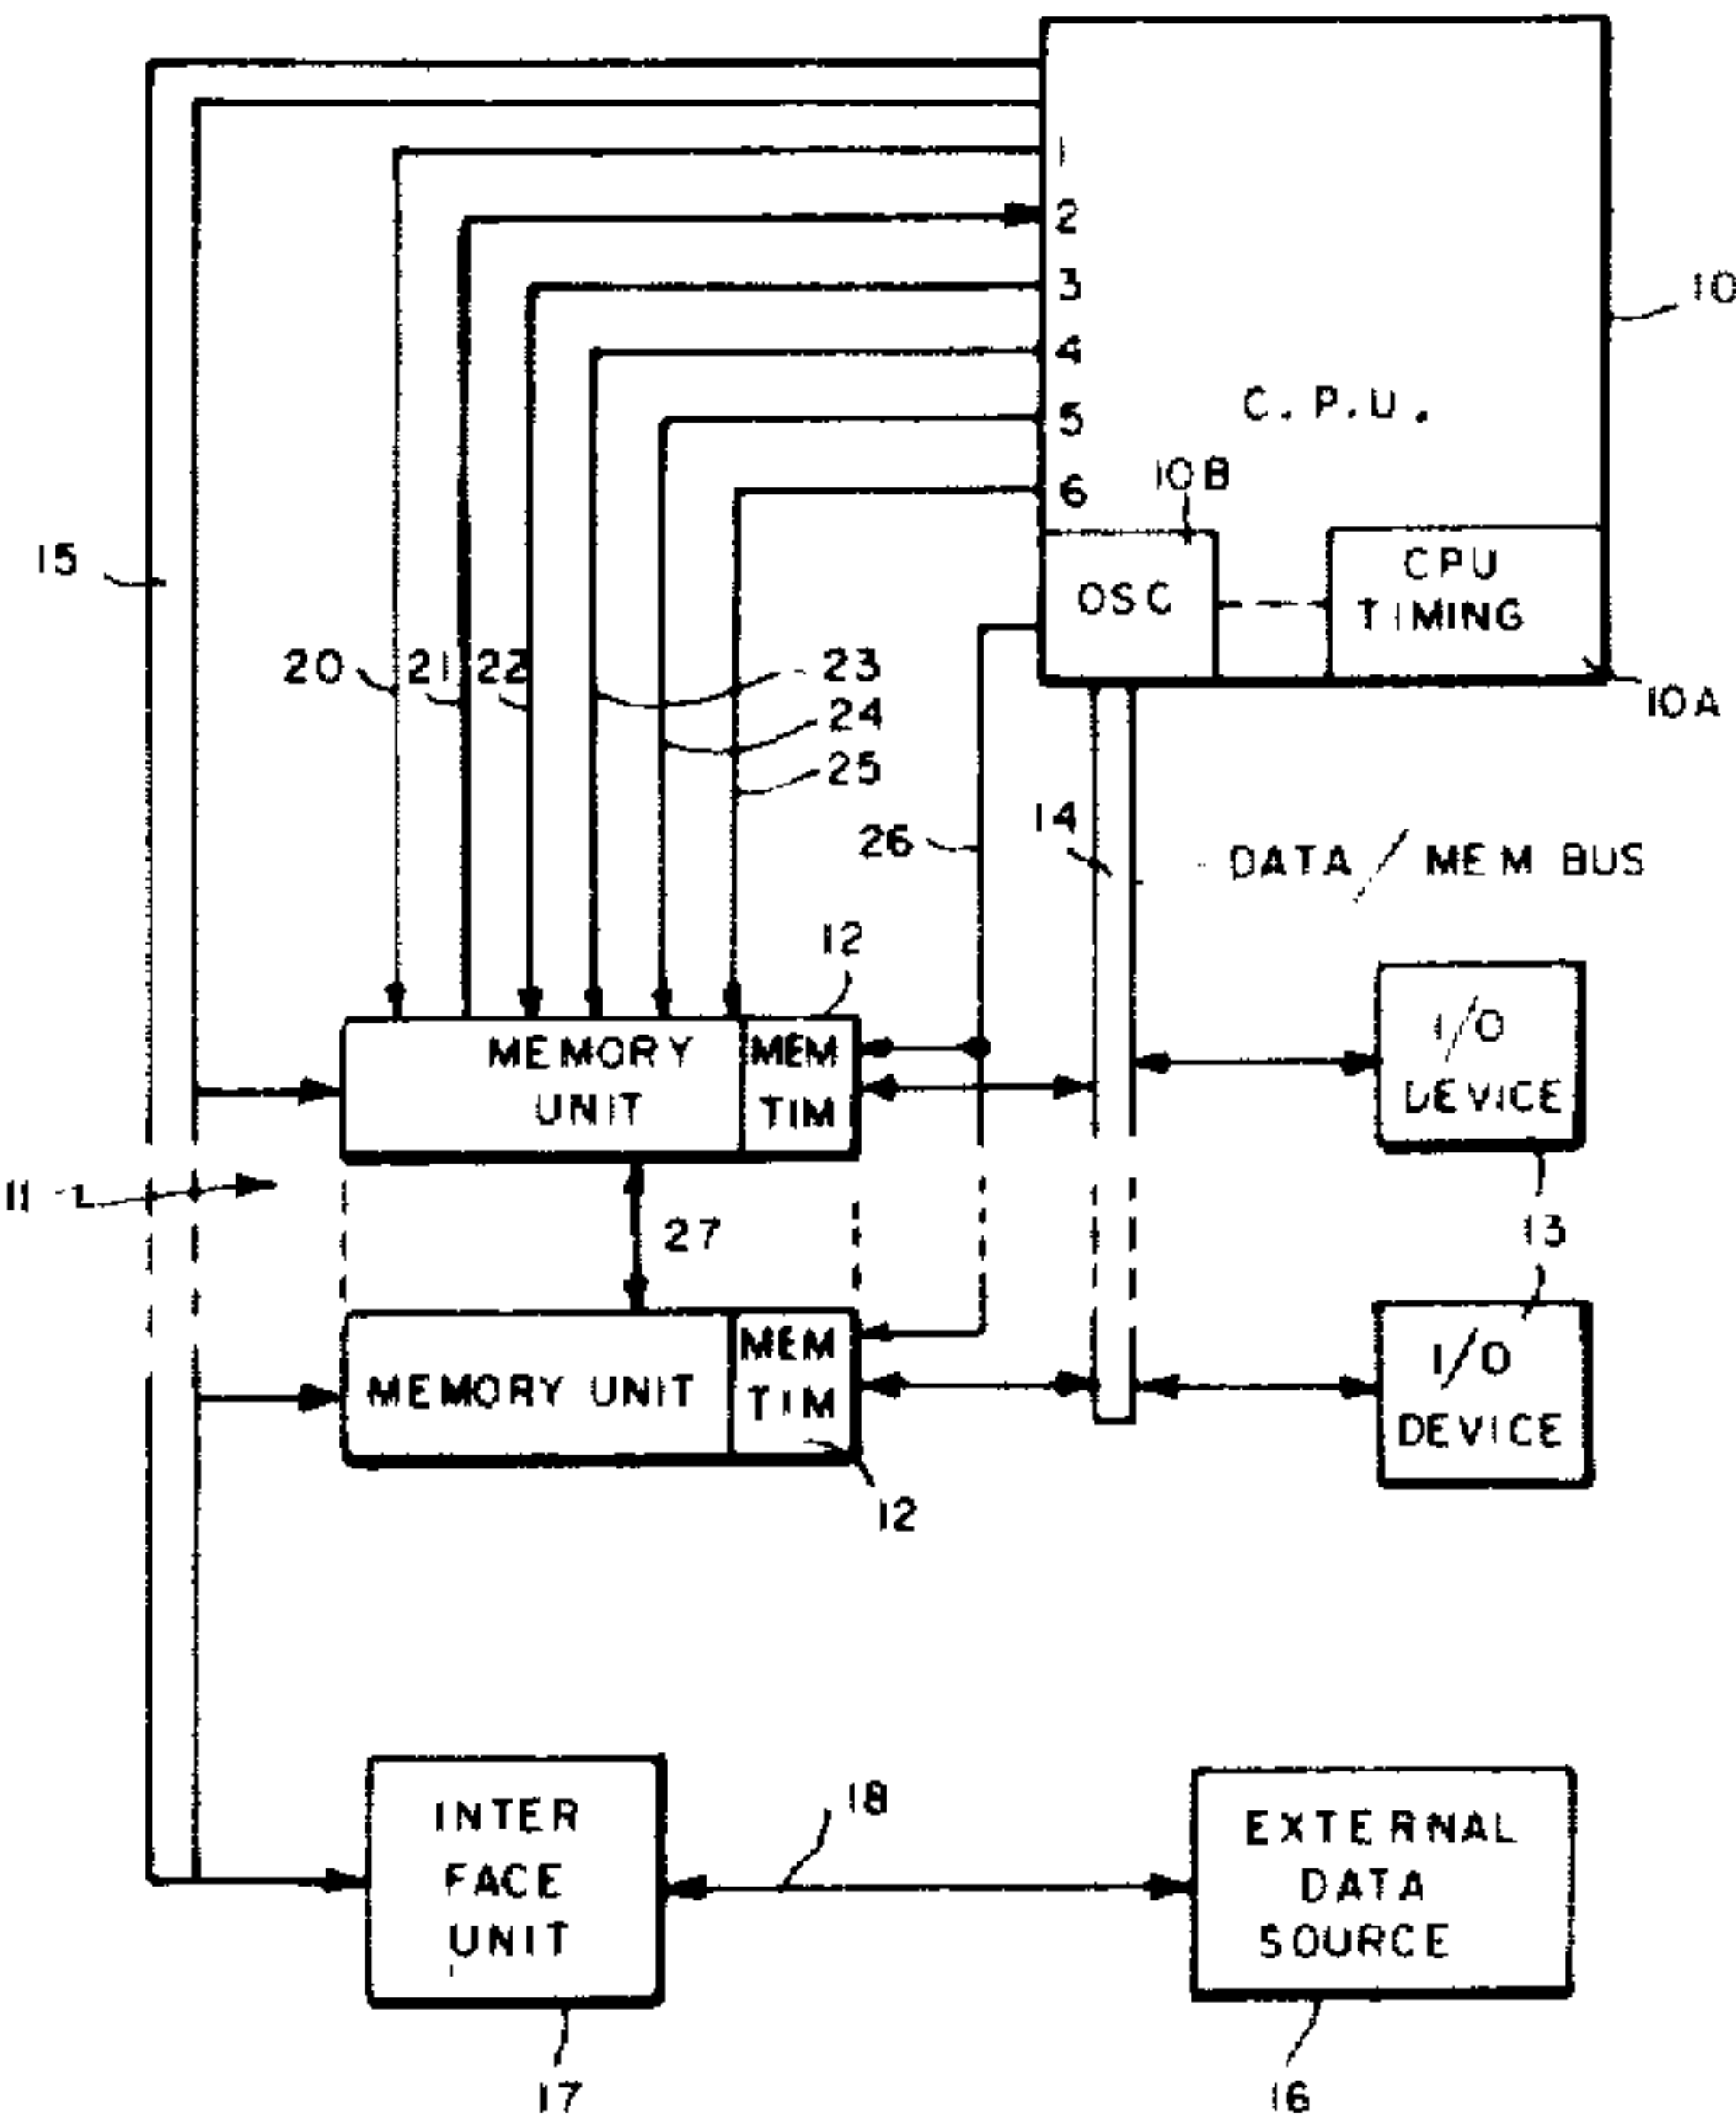 1
2
3
4
5
6
C.P.U.
10
10B
OSC
CPU
TIMING
10A
15
20
21
22
23
24
25
26
14
DATA / MEM BUS
12
MEMORY
UNIT
MEM
TIM
I/O
DEVICE
11
27
13
MEMORY UNIT
MEM
TIM
I/O
DEVICE
12
INTER
FACE
UNIT
18
EXTERNAL
DATA
SOURCE
17
16